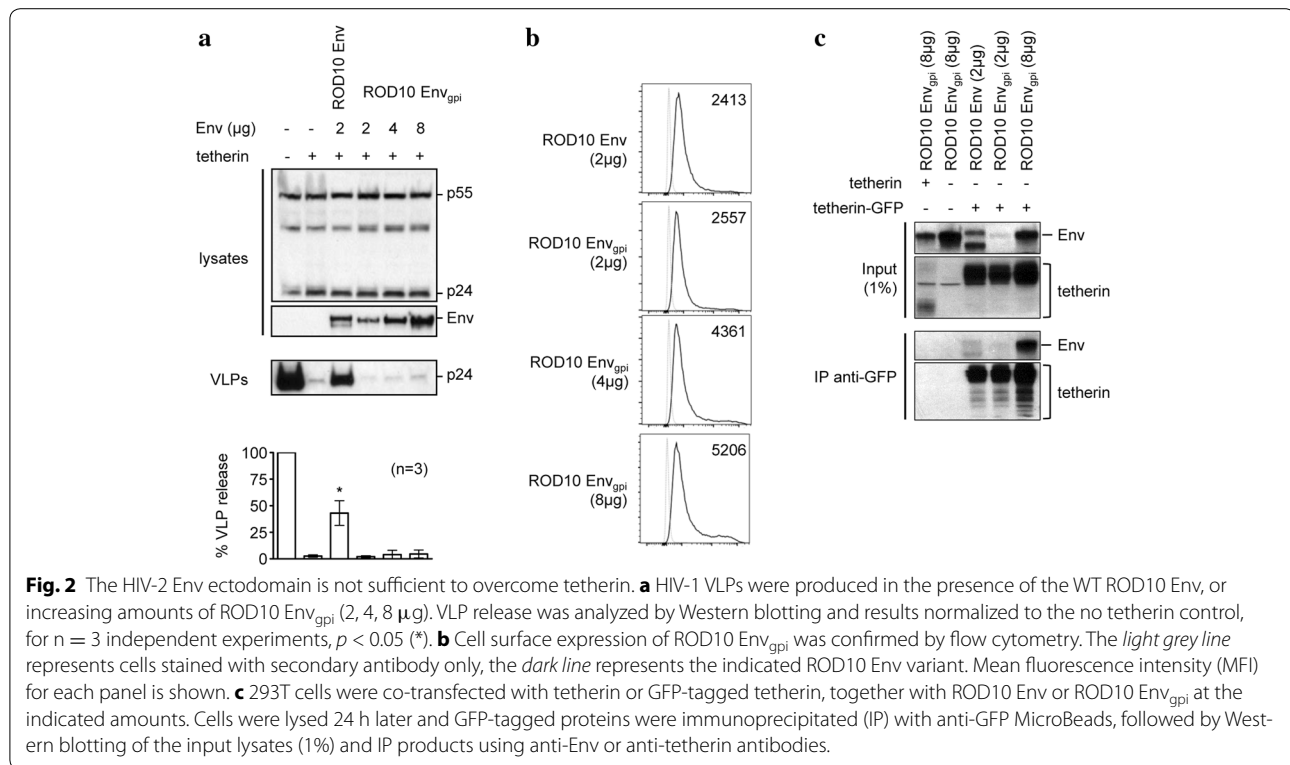 a
ROD10 Env
ROD10 Envgpi
Env (µg) - - 2 2 4 8
tetherin - + + + + +
lysates
p55
p24
Env
VLPs
p24
% VLP release
100
75
50
25
0
*
(n=3)
b
ROD10 Env
(2µg)
2413
ROD10 Envgpi
(2µg)
2557
ROD10 Envgpi
(4µg)
4361
ROD10 Envgpi
(8µg)
5206
c
ROD10 Envgpi (8µg)
ROD10 Envgpi (8µg)
ROD10 Env (2µg)
ROD10 Envgpi (2µg)
ROD10 Envgpi (8µg)
tetherin + - - - -
tetherin-GFP - - + + +
Input
(1%)
Env
tetherin
IP anti-GFP
Env
tetherin
Fig. 2 The HIV-2 Env ectodomain is not sufficient to overcome tetherin. a HIV-1 VLPs were produced in the presence of the WT ROD10 Env, or
increasing amounts of ROD10 Envgpi (2, 4, 8 µg). VLP release was analyzed by Western blotting and results normalized to the no tetherin control,
for n = 3 independent experiments, p < 0.05 (*). b Cell surface expression of ROD10 Envgpi was confirmed by flow cytometry. The light grey line
represents cells stained with secondary antibody only, the dark line represents the indicated ROD10 Env variant. Mean fluorescence intensity (MFI)
for each panel is shown. c 293T cells were co-transfected with tetherin or GFP-tagged tetherin, together with ROD10 Env or ROD10 Envgpi at the
indicated amounts. Cells were lysed 24 h later and GFP-tagged proteins were immunoprecipitated (IP) with anti-GFP MicroBeads, followed by West-
ern blotting of the input lysates (1%) and IP products using anti-Env or anti-tetherin antibodies.